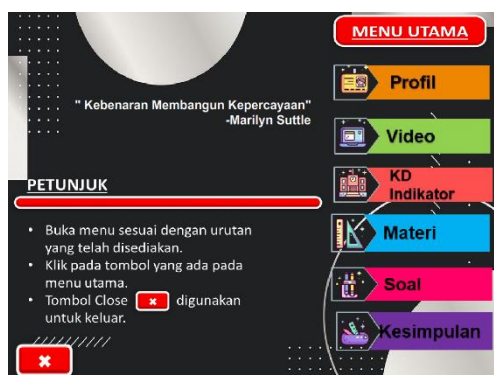 MENU UTAMA
" Kebenaran Membangun Kepercayaan"
-Marilyn Suttle
PETUNJUK
• Buka menu sesuai dengan urutan
yang telah disediakan.
• Klik pada tombol yang ada pada
menu utama.
• Tombol Close digunakan
untuk keluar.
Profil
Video
KD
Indikator
Materi
Soal
Kesimpulan